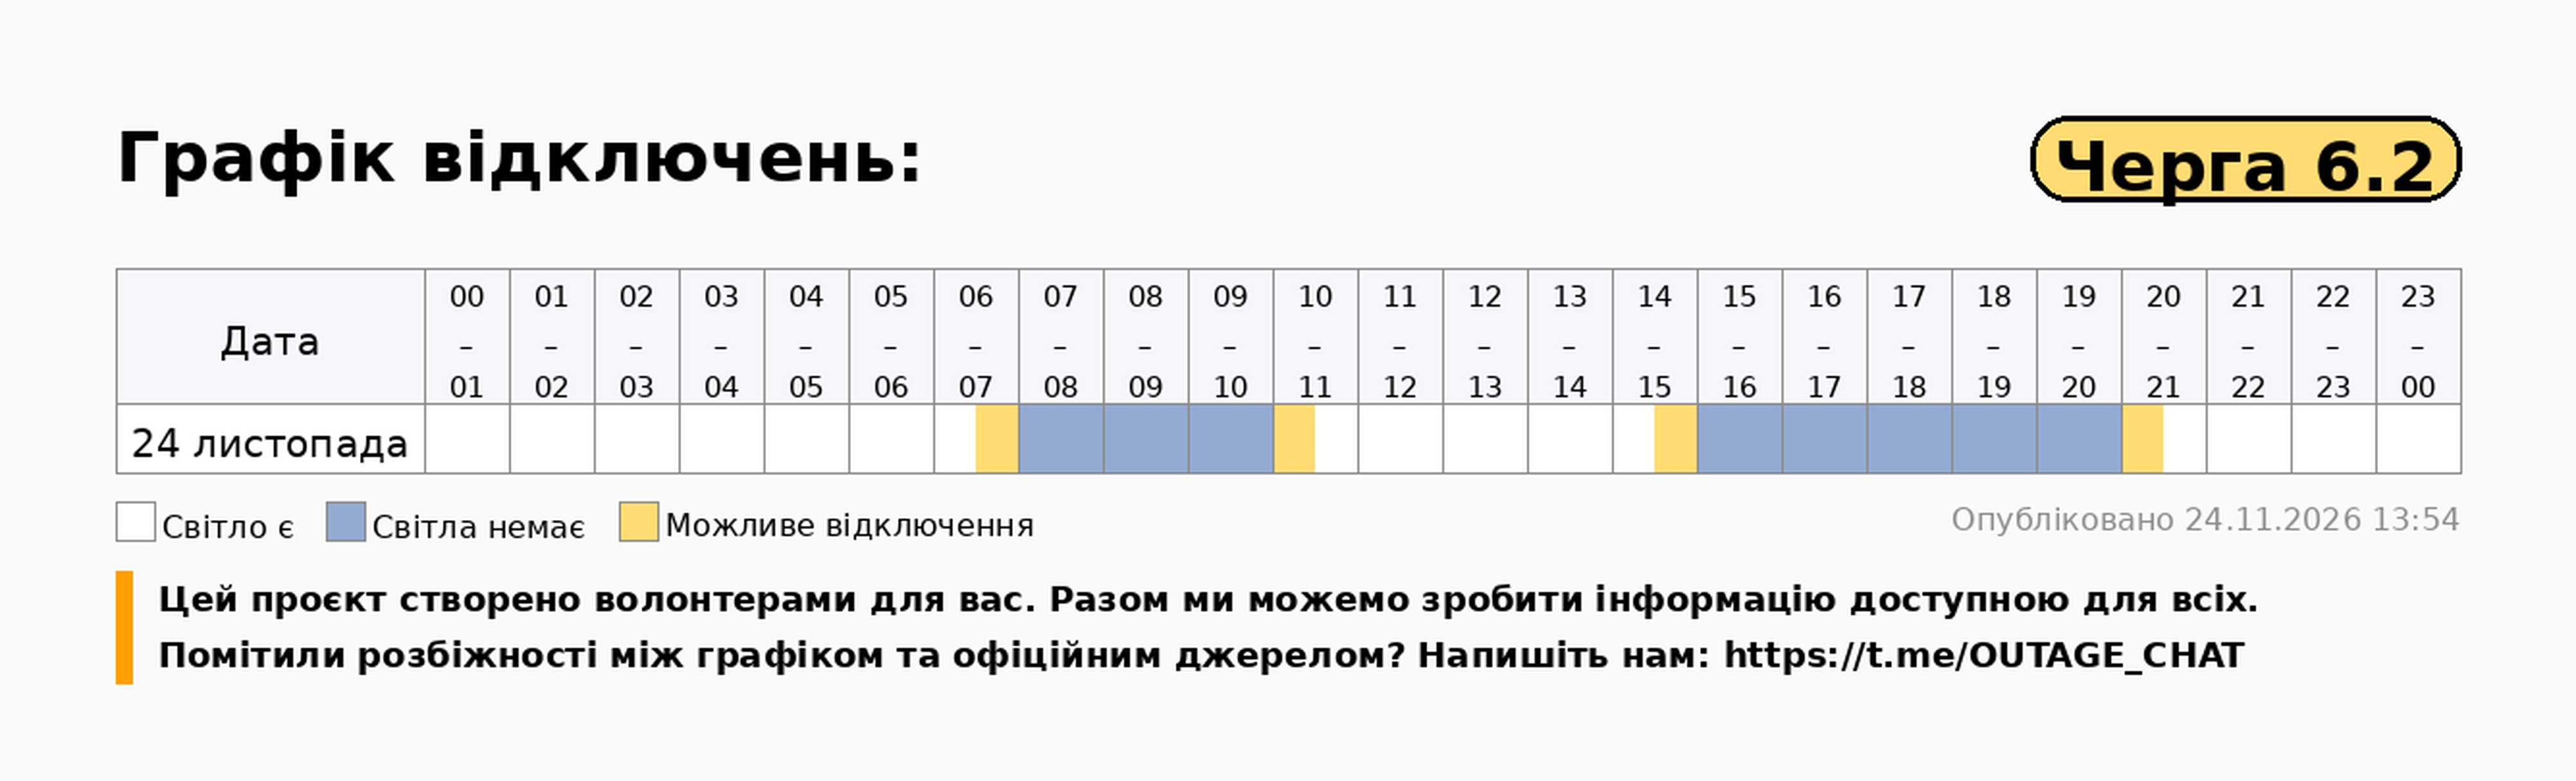 Графік відключень:
Черга 6.2
Дата
00 – 01
01 – 02
02 – 03
03 – 04
04 – 05
05 – 06
06 – 07
07 – 08
08 – 09
09 – 10
10 – 11
11 – 12
12 – 13
13 – 14
14 – 15
15 – 16
16 – 17
17 – 18
18 – 19
19 – 20
20 – 21
21 – 22
22 – 23
23 – 00
24 листопада
Світло є
Світла немає
Можливе відключення
Опубліковано 24.11.2026 13:54
Цей проєкт створено волонтерами для вас. Разом ми можемо зробити інформацію доступною для всіх.
Помітили розбіжності між графіком та офіційним джерелом? Напишіть нам: https://t.me/OUTAGE_CHAT